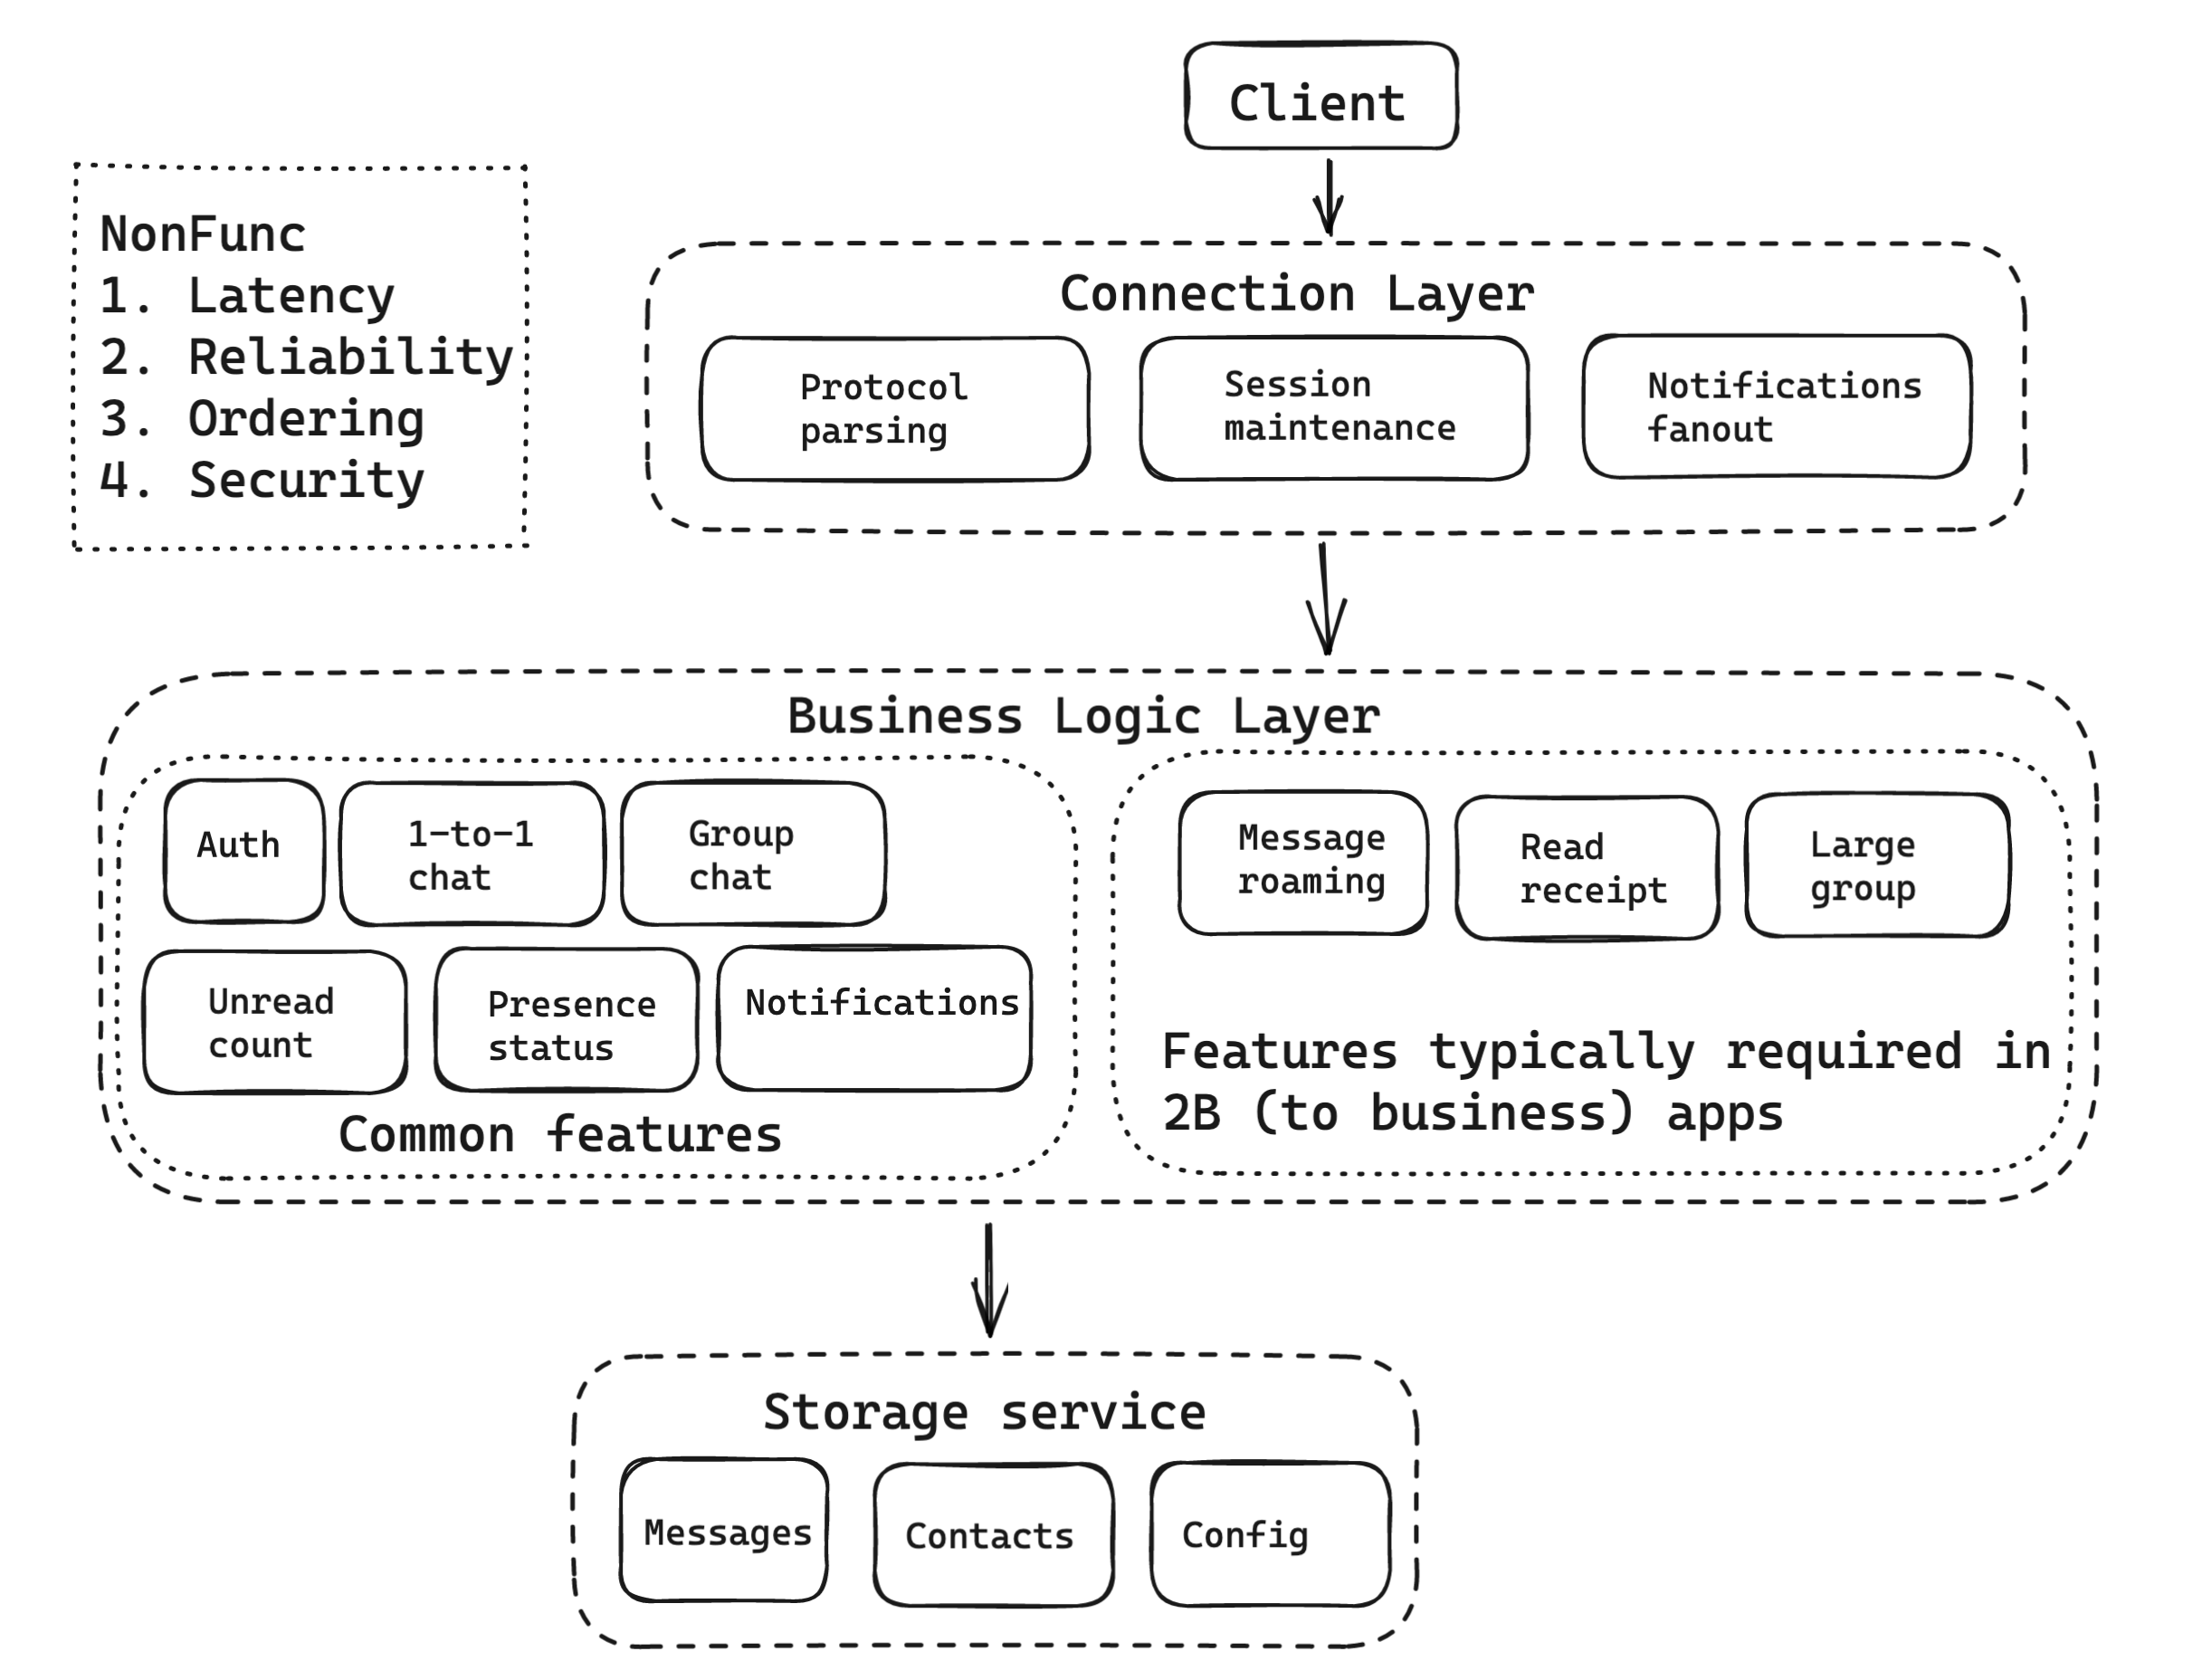 Client
NonFunc
1. Latency
2. Reliability
3. Ordering
4. Security
Connection Layer
Protocol
parsing
Session
maintenance
Notifications
fanout
Business Logic Layer
Auth
1-to-1
chat
Group
chat
Unread
count
Presence
status
Notifications
Common features
Message
roaming
Read
receipt
Large
group
Features typically required in
2B (to business) apps
Storage service
Messages
Contacts
Config